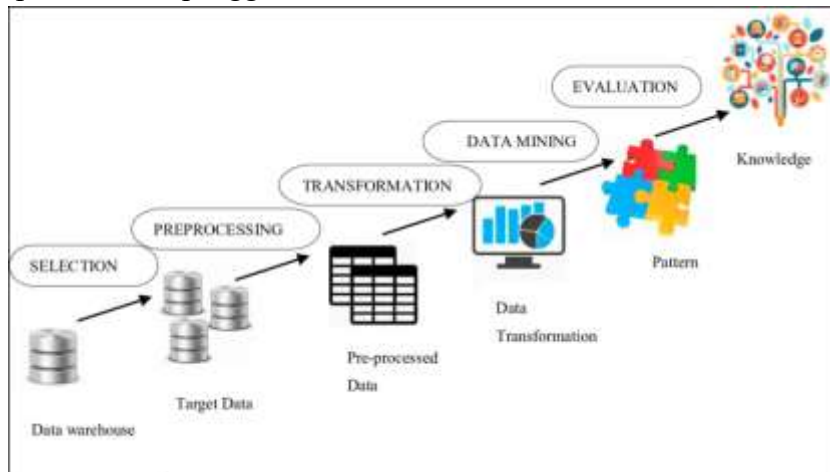 EVALUATION
DATA MINING
Knowledge
TRANSFORMATION
PREPROCESSING
Pattern
SELECTION
Data
Transformation
Pre-processed
Data
Target Data
Data warehouse